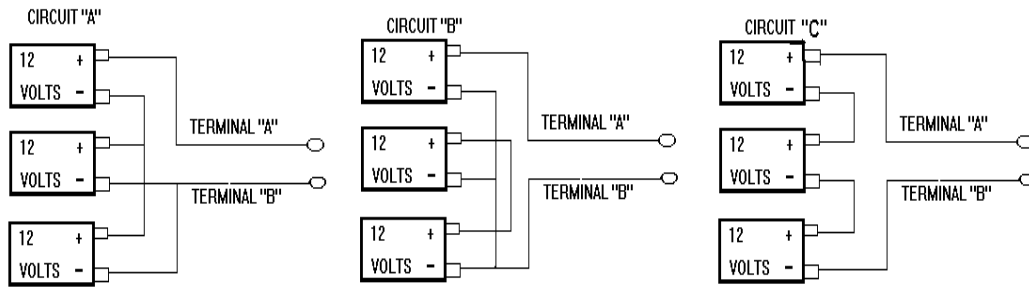 CIRCUIT "A"
12 +
VOLTS -
12 +
VOLTS -
12 +
VOLTS -
TERMINAL "A"
TERMINAL "B"
CIRCUIT "B"
12 +
VOLTS -
12 +
VOLTS -
12 +
VOLTS -
TERMINAL "A"
TERMINAL "B"
CIRCUIT "C"
12 +
VOLTS -
12 +
VOLTS -
12 +
VOLTS -
TERMINAL "A"
TERMINAL "B"